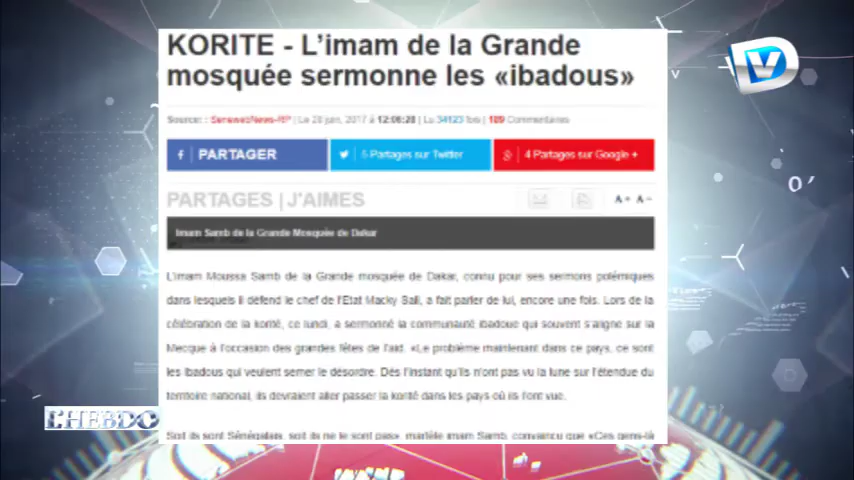 KORITE - L'imam de la Grande
mosquée sermonne les «ibadous»
Source: : SenewebNews-RP | Le 26 juin, 2017 à 12:06:28 | Lu 34123 fois | 189 Commentaires
PARTAGER
5 Partages sur Twitter
4 Partages sur Google +
PARTAGES | J'AIMES
A+ A-
Imam Samb de la Grande Mosquée de Dakar
L'imam Moussa Samb de la Grande mosquée de Dakar, connu pour ses sermons polémiques
dans lesquels il défend le chef de l'Etat Macky Sall, a fait parler de lui, encore une fois. Lors de la
célébration de la korité, ce lundi, a sermonné la communauté ibadoue qui souvent s'aligne sur la
Mecque à l'occasion des grandes fêtes de l'aid. «Le problème maintenant dans ce pays, ce sont
les ibadous qui veulent semer le désordre. Dès l'instant qu'ils n'ont pas vu la lune sur l'étendue du
territoire national, ils devraient aller passer la korité dans les pays où ils l'ont vue.
Soit ils sont Sénégalais, soit ils ne le sont pas», martèle imam Samb, convaincu que «Ces gens-là
DV
L'HEBDO